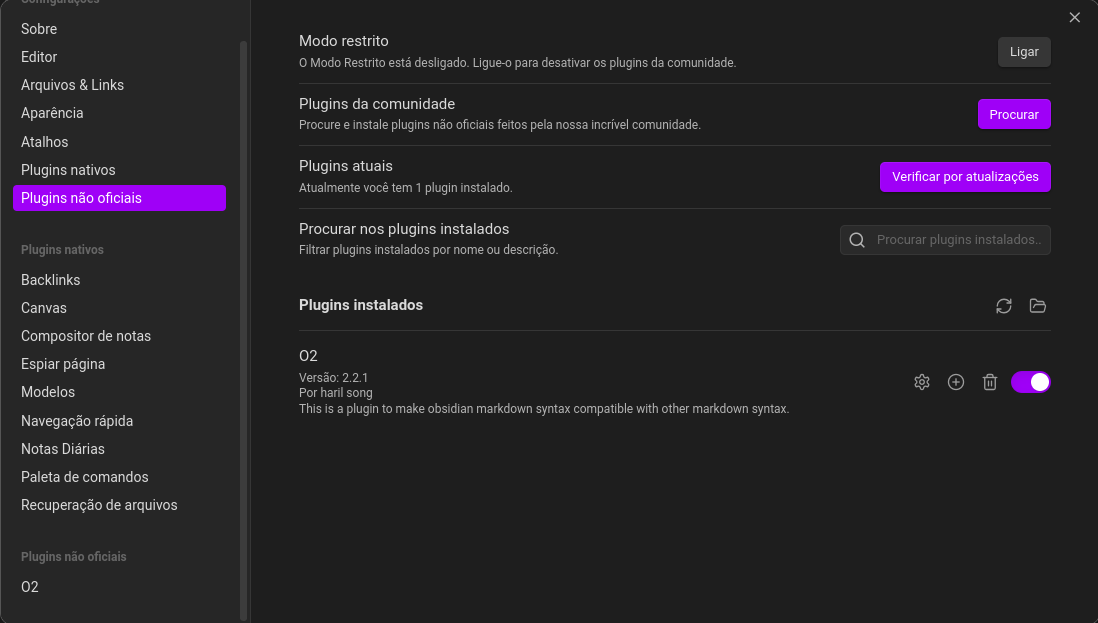 Configurações
Sobre
Editor
Arquivos & Links
Aparência
Atalhos
Plugins nativos
Plugins não oficiais
Plugins nativos
Backlinks
Canvas
Compositor de notas
Espiar página
Modelos
Navegação rápida
Notas Diárias
Paleta de comandos
Recuperação de arquivos
Plugins não oficiais
O2
Modo restrito
O Modo Restrito está desligado. Ligue-o para desativar os plugins da comunidade.
Ligar
Plugins da comunidade
Procure e instale plugins não oficiais feitos pela nossa incrível comunidade.
Procurar
Plugins atuais
Atualmente você tem 1 plugin instalado.
Verificar por atualizações
Procurar nos plugins instalados
Filtrar plugins instalados por nome ou descrição.
Procurar plugins instalados..
Plugins instalados
O2
Versão: 2.2.1
Por haril song
This is a plugin to make obsidian markdown syntax compatible with other markdown syntax.